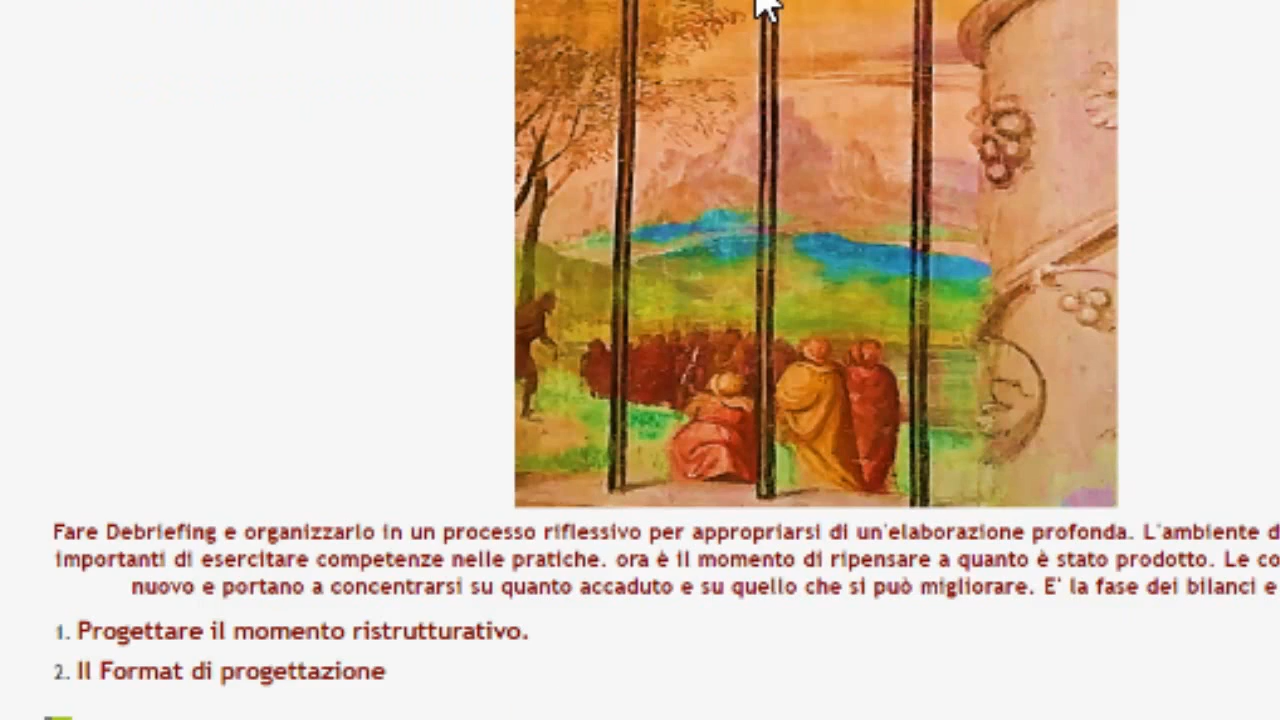 Fare Debriefing e organizzarlo in un processo riflessivo per appropriarsi di un'elaborazione profonda. L'ambiente d
importanti di esercitare competenze nelle pratiche. ora è il momento di ripensare a quanto è stato prodotto. Le co
nuovo e portano a concentrarsi su quanto accaduto e su quello che si può migliorare. E' la fase dei bilanci e
1. Progettare il momento ristrutturativo.
2. Il Format di progettazione